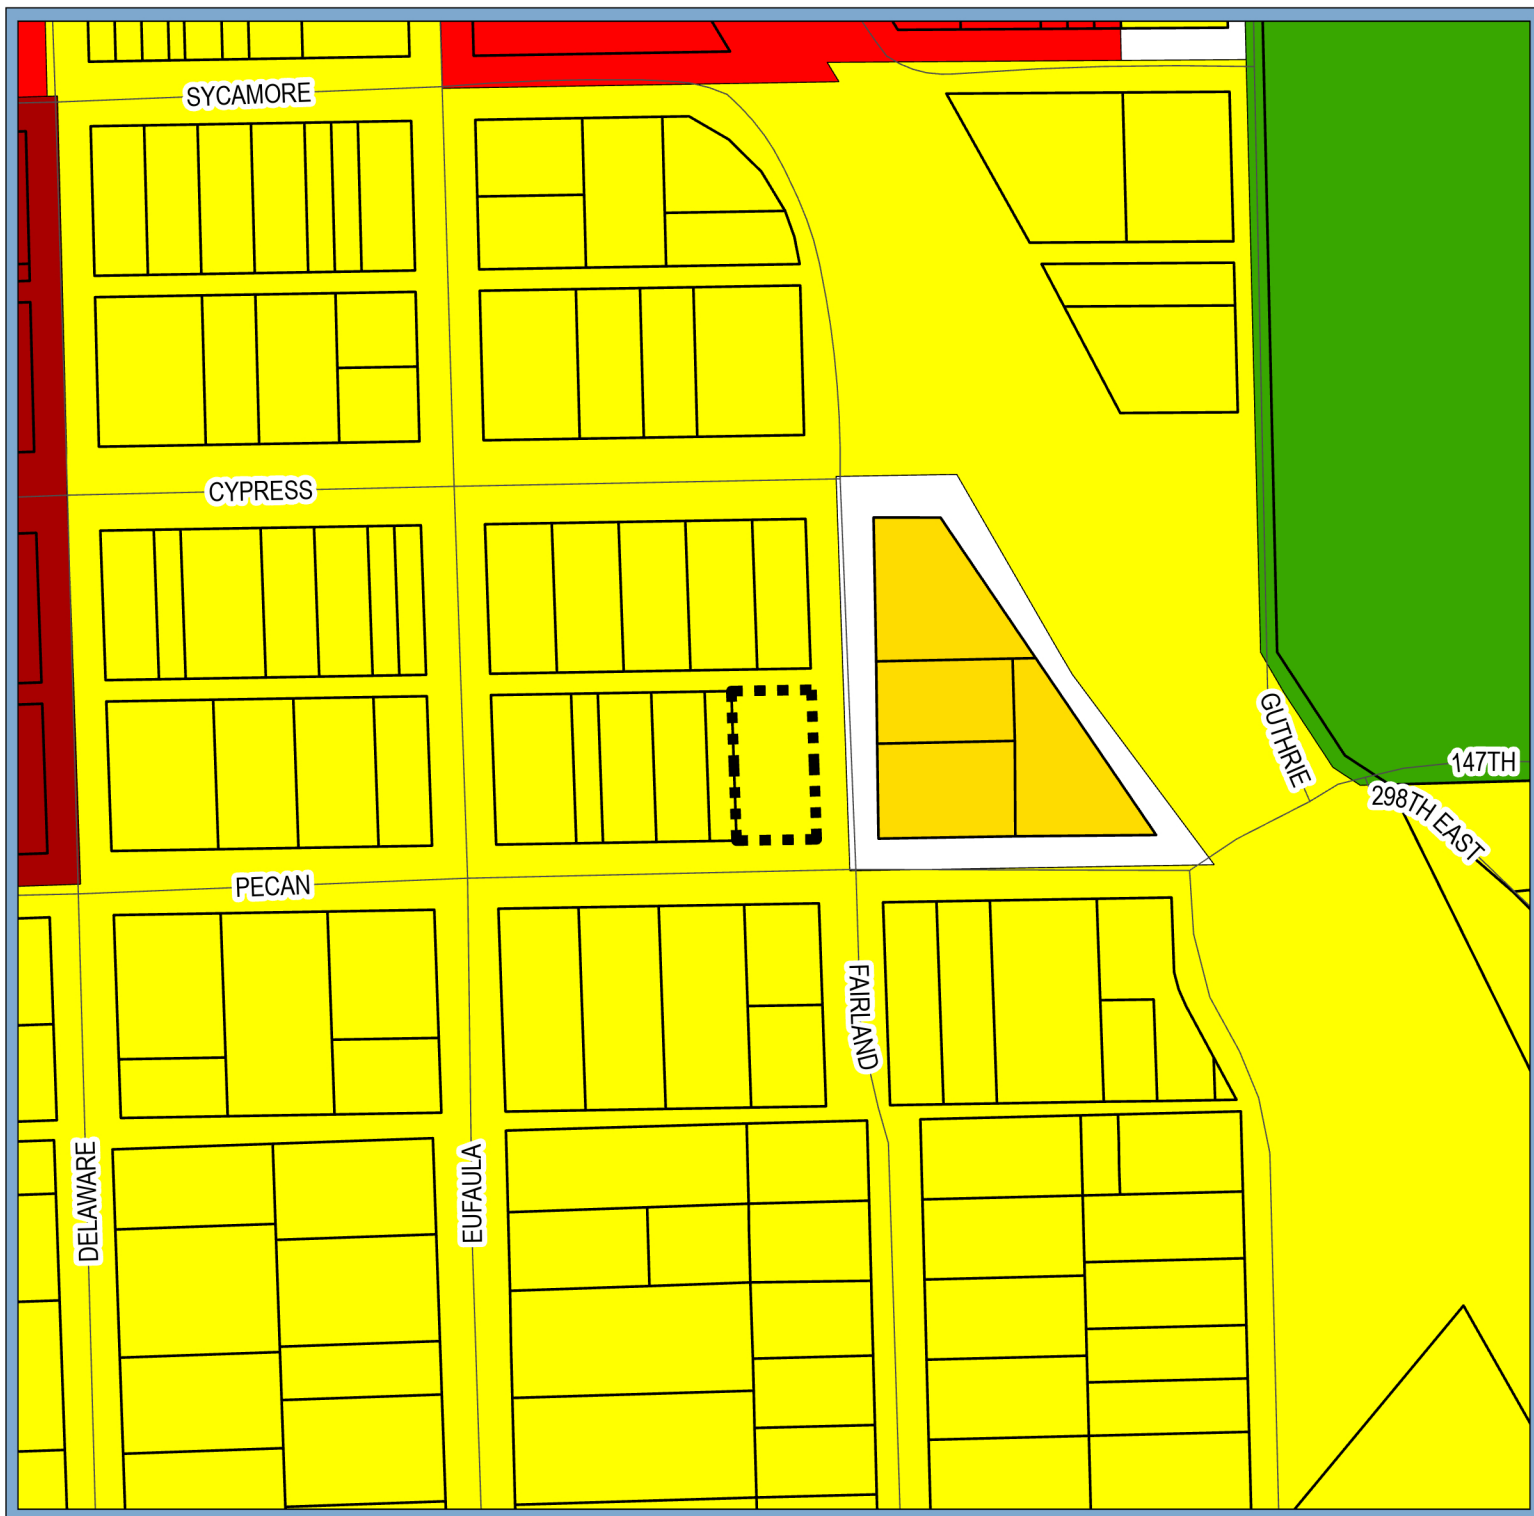 SYCAMORE
CYPRESS
GUTHRIE
147TH
298TH EAST
PECAN
FAIRLAND
DELAWARE
EUFAULA